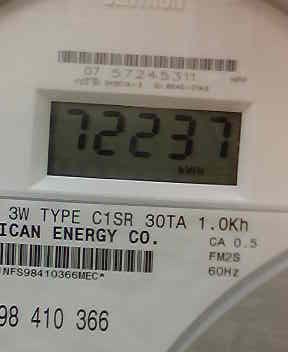 07 57245311
72237
kWh
3W TYPE C1SR 30TA 1.0Kh
ICAN ENERGY CO.
CA 0.5
FM2S
60Hz
NFS98410366MEC*
98 410 366